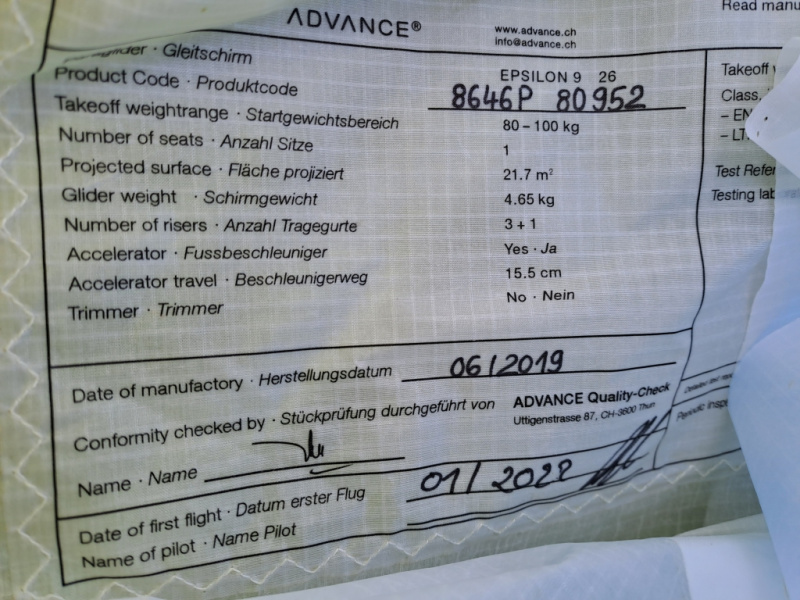 ADVANCE®
www.advance.ch
info@advance.ch
Read
Gleitschirm
EPSILON 9 26
Product Code · Produktcode
8646P 80952
Takeoff weightrange · Startgewichtsbereich
80 – 100 kg
Number of seats · Anzahl Sitze
1
Projected surface · Fläche projiziert
21.7 m²
Glider weight · Schirmgewicht
4.65 kg
Number of risers · Anzahl Tragegurte
3 + 1
Accelerator · Fussbeschleuniger
Yes · Ja
Accelerator travel · Beschleunigerweg
15.5 cm
Trimmer · Trimmer
No · Nein
Date of manufactory · Herstellungsdatum
06/2019
Conformity checked by · Stückprüfung durchgeführt von
ADVANCE Quality-Check
Uttigenstrasse 87, CH-3600 Thun
Name · Name
Date of first flight · Datum erster Flug
01/2022
Name of pilot · Name Pilot
Takeoff
Class.
– EN
– LT
Test
Testing
Periodic